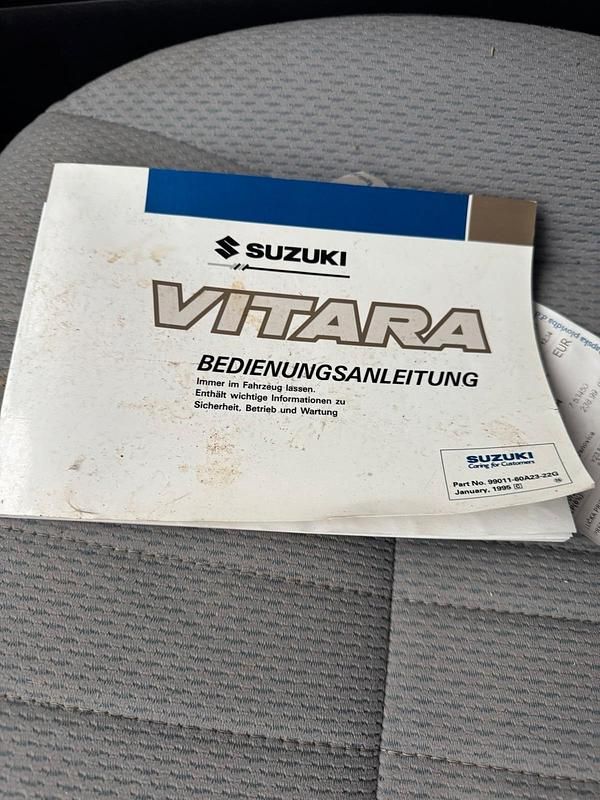 SUZUKI
VITARA
BEDIENUNGSANLEITUNG
Immer im Fahrzeug lassen.
Enthält wichtige Informationen zu
Sicherheit, Betrieb und Wartung
SUZUKI
Caring for Customers
Part No. 99011-60A23-22G
January, 1995 C
EUR